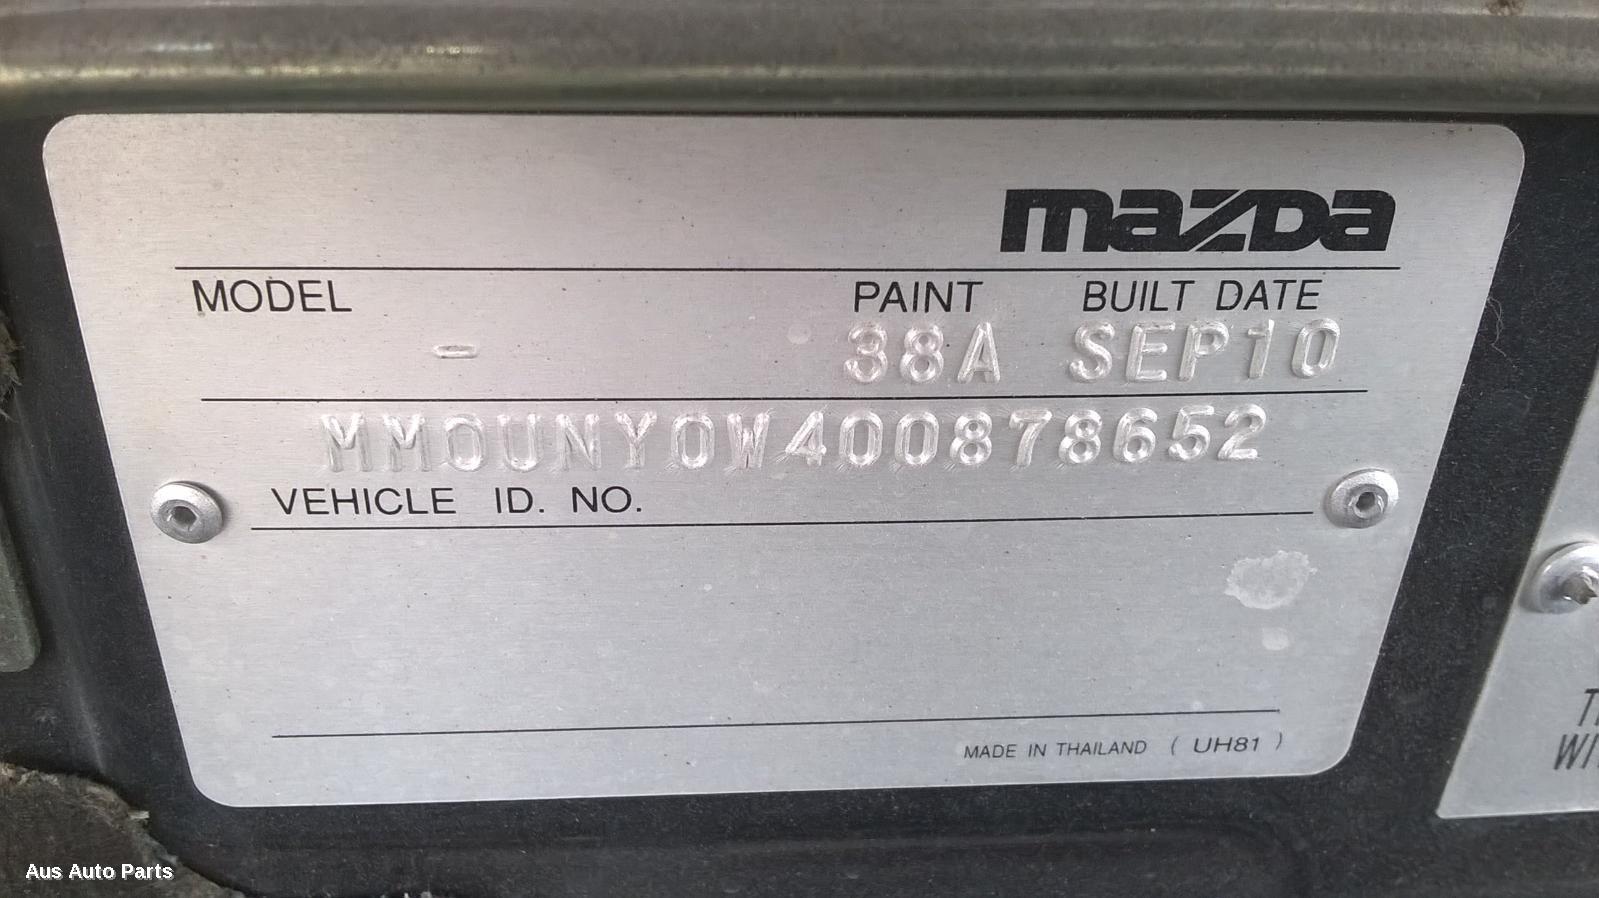 mazda
MODEL PAINT BUILT DATE
- 38A SEP10
MM0UNY0W400878652
VEHICLE ID. NO.
MADE IN THAILAND ( UH81 )
Aus Auto Parts